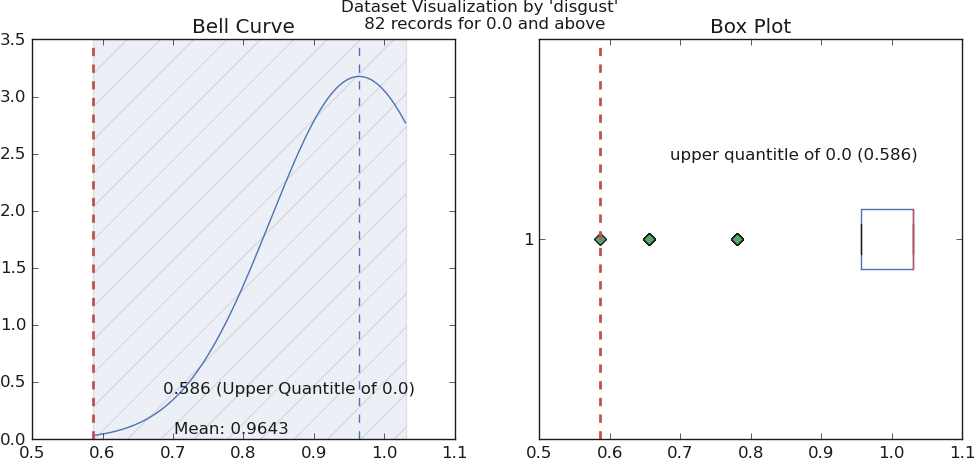 Dataset Visualization by 'disgust'
82 records for 0.0 and above
Bell Curve
3.5
3.0
2.5
2.0
1.5
1.0
0.5
0.0
0.5 0.6 0.7 0.8 0.9 1.0 1.1
0.586 (Upper Quantitle of 0.0)
Mean: 0.9643
Box Plot
upper quantitle of 0.0 (0.586)
1
0.5 0.6 0.7 0.8 0.9 1.0 1.1